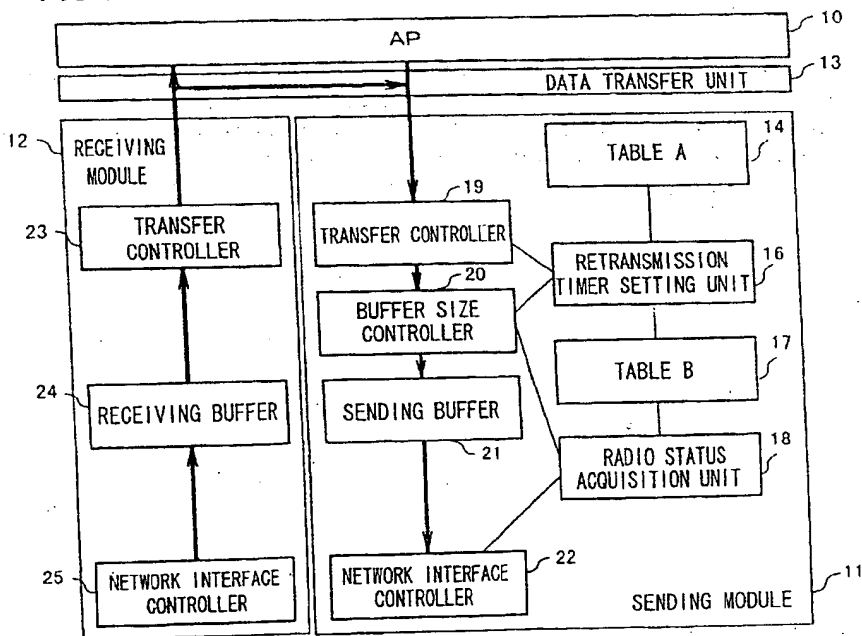 10
AP
13
DATA TRANSFER UNIT
12
RECEIVING
MODULE
14
TABLE A
19
TRANSFER
CONTROLLER
23
TRANSFER CONTROLLER
20
RETRANSMISSION
TIMER SETTING UNIT
16
BUFFER SIZE
CONTROLLER
17
TABLE B
24
RECEIVING BUFFER
SENDING BUFFER
21
RADIO STATUS
ACQUISITION UNIT
18
22
25
NETWORK INTERFACE
CONTROLLER
NETWORK INTERFACE
CONTROLLER
11
SENDING MODULE